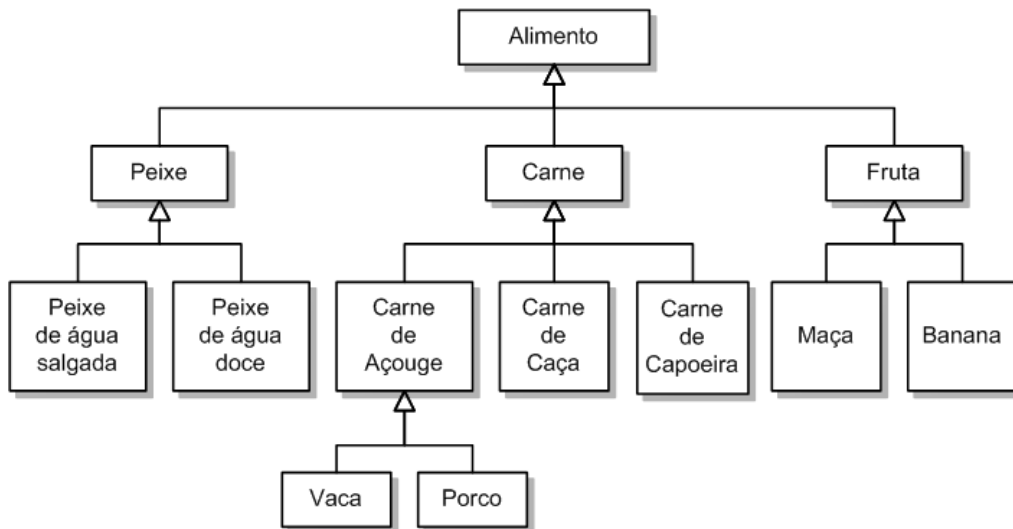 Alimento
Peixe
Carne
Fruta
Peixe
de água
salgada
Peixe
de água
doce
Carne
de
Açouge
Carne
de
Caça
Carne
de
Capoeira
Maça
Banana
Vaca
Porco